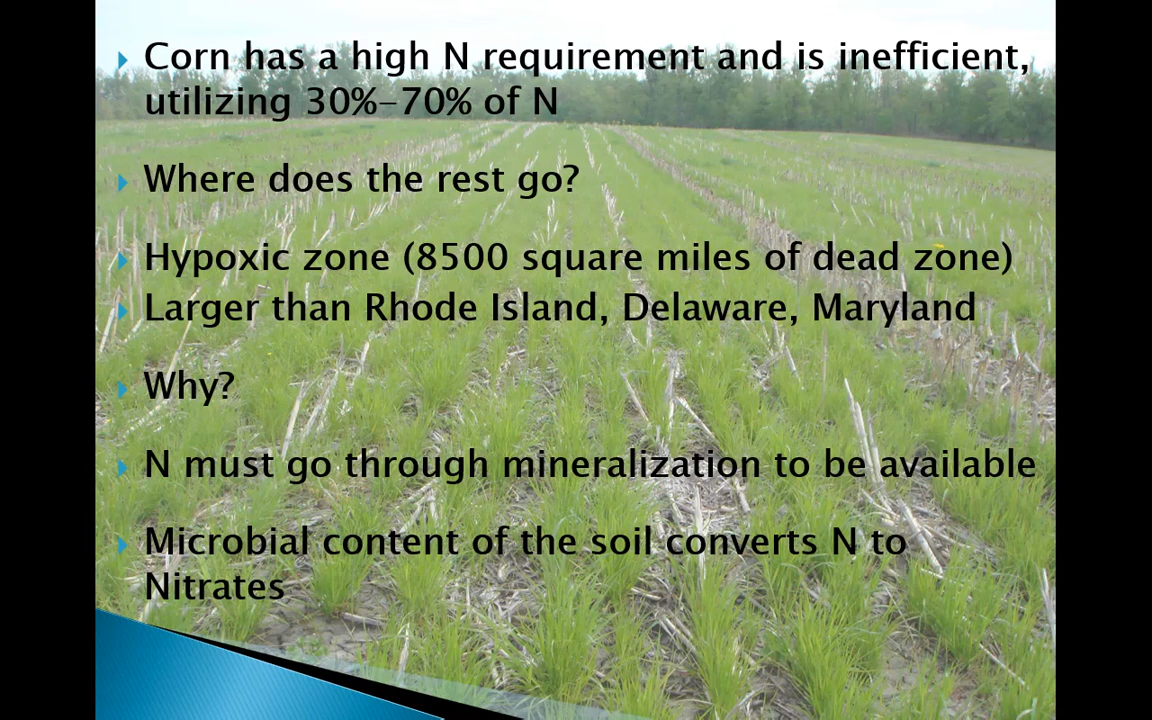 Corn has a high N requirement and is inefficient,
utilizing 30%-70% of N
Where does the rest go?
Hypoxic zone (8500 square miles of dead zone)
Larger than Rhode Island, Delaware, Maryland
Why?
N must go through mineralization to be available
Microbial content of the soil converts N to
Nitrates